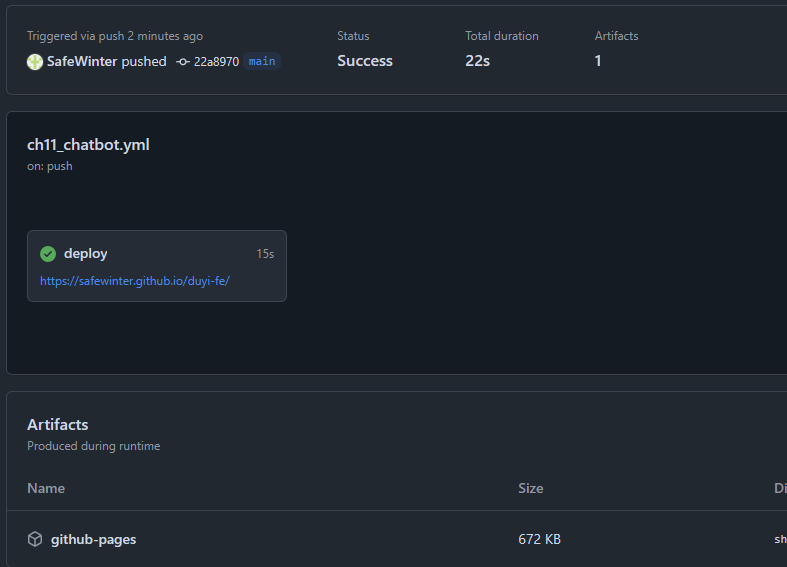 Triggered via push 2 minutes ago
Status
Total duration
Artifacts
SafeWinter pushed 22a8970 main
Success
22s
1
ch11_chatbot.yml
on: push
deploy 15s
https://safewinter.github.io/duyi-fe/
Artifacts
Produced during runtime
Name Size Di
github-pages 672 KB sh